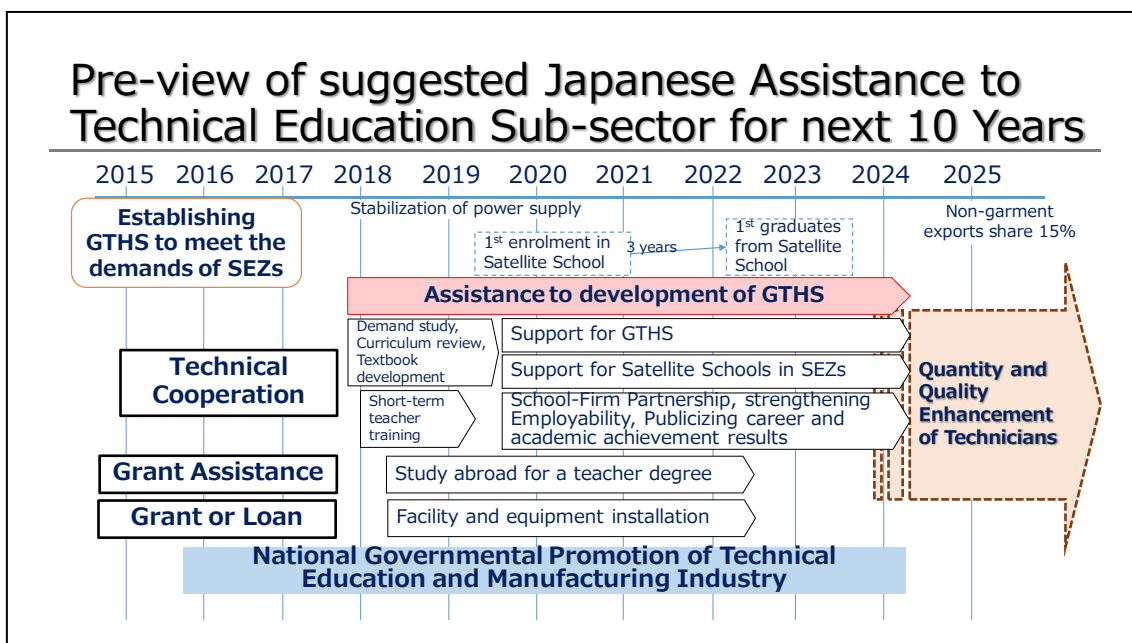 Pre-view of suggested Japanese Assistance to
Technical Education Sub-sector for next 10 Years
2015 2016 2017 2018 2019 2020 2021 2022 2023 2024 2025
Establishing
GTHS to meet the
demands of SEZs
Stabilization of power supply
1st enrolment in
Satellite School
3 years
1st graduates
from Satellite
School
Non-garment
exports share 15%
Assistance to development of GTHS
Technical
Cooperation
Demand study,
Curriculum review,
Textbook
development
Support for GTHS
Support for Satellite Schools in SEZs
Short-term
teacher
training
School-Firm Partnership, strengthening
Employability, Publicizing career and
academic achievement results
Quantity and
Quality
Enhancement
of Technicians
Grant Assistance
Study abroad for a teacher degree
Grant or Loan
Facility and equipment installation
National Governmental Promotion of Technical
Education and Manufacturing Industry